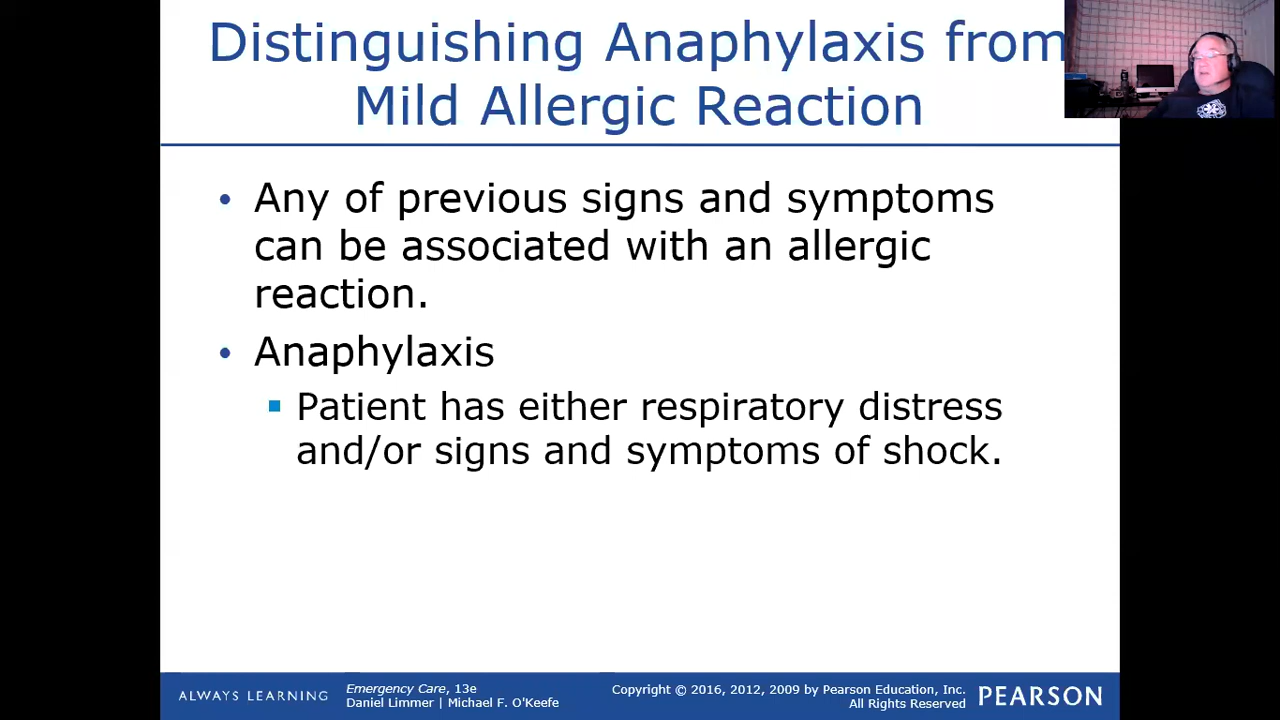 Distinguishing Anaphylaxis from
Mild Allergic Reaction
• Any of previous signs and symptoms
can be associated with an allergic
reaction.
• Anaphylaxis
▪ Patient has either respiratory distress
and/or signs and symptoms of shock.
ALWAYS LEARNING
Emergency Care, 13e
Daniel Limmer | Michael F. O'Keefe
Copyright © 2016, 2012, 2009 by Pearson Education, Inc.
All Rights Reserved
PEARSON